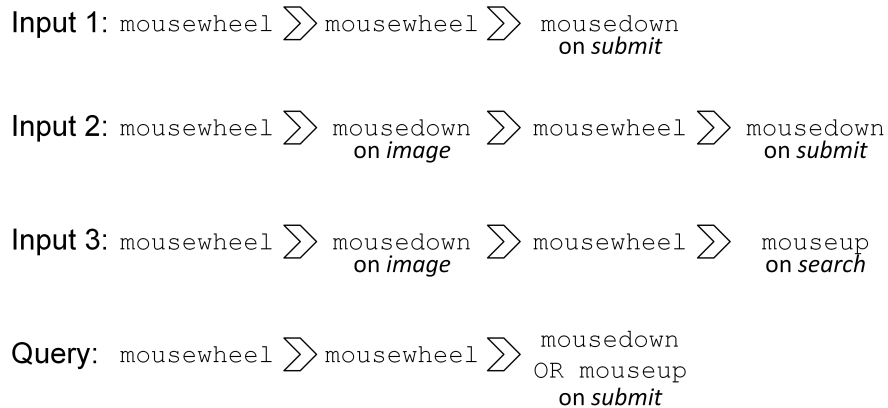 Input 1: mousewheel mousewheel mousedown
on submit
Input 2: mousewheel mousedown mousewheel mousedown
on image on submit
Input 3: mousewheel mousedown mousewheel mouseup
on image on search
mousedown
Query: mousewheel mousewheel
OR mouseup
on submit